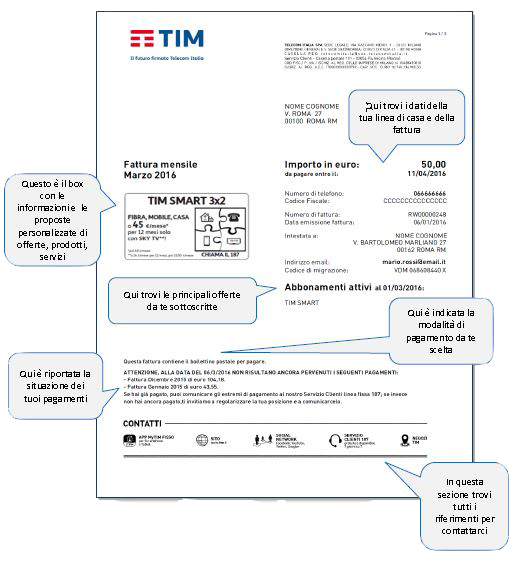 TIM
Il futuro firmato Telecom Italia
Pagina 1 / 3
TELECOM ITALIA SPA
NOME COGNOME
V. ROMA 27
00100 ROMA RM
Qui trovi i dati della
tua linea di casa e della
fattura
Fattura mensile
Marzo 2016
Importo in euro: 50,00
da pagare entro il: 11/04/2016
Questo è il box
con le
informazioni e le
proposte
personalizzate di
offerte, prodotti,
servizi
TIM SMART 3x2
FIBRA, MOBILE, CASA
a 45 €/mese*
per 12 mesi solo
con SKY TV**)
CHIAMA IL 187
Numero di telefono: 066666666
Codice Fiscale: CCCCCCCCCCCCCC
Numero di fattura: RW00000248
Data emissione fattura: 06/01/2016
Intestata a: NOME COGNOME
V. BARTOLOMEO MARLIANO 27
00162 ROMA RM
Indirizzo email: mario.rossi@email.it
Codice di migrazione: VDM 068608440 X
Qui trovi le principali offerte
da te sottoscritte
Abbonamenti attivi al 01/03/2016:
TIM SMART
Qui è indicata la
modalità di
pagamento da te
scelta
Qui è riportata la
situazione dei
tuoi pagamenti
Questa fattura contiene il bollettino postale per pagare.
ATTENZIONE, ALLA DATA DEL 06/3/2016 NON RISULTANO ANCORA PERVENUTI I SEGUENTI PAGAMENTI:
- Fattura Dicembre 2015 di euro 104,18.
- Fattura Gennaio 2015 di euro 43,55.
Se hai già pagato, puoi comunicare gli estremi di pagamento al nostro Servizio Clienti linea fissa 187; se invece
non hai ancora pagato, ti invitiamo a regolarizzare la tua posizione e a comunicarcelo.
CONTATTI
APP MyTIM FISSO
SITO
SOCIAL
NETWORK
SERVIZIO
CLIENTI 187
NEGOZI
TIM
In questa
sezione trovi
tutti i
riferimenti per
contattarci